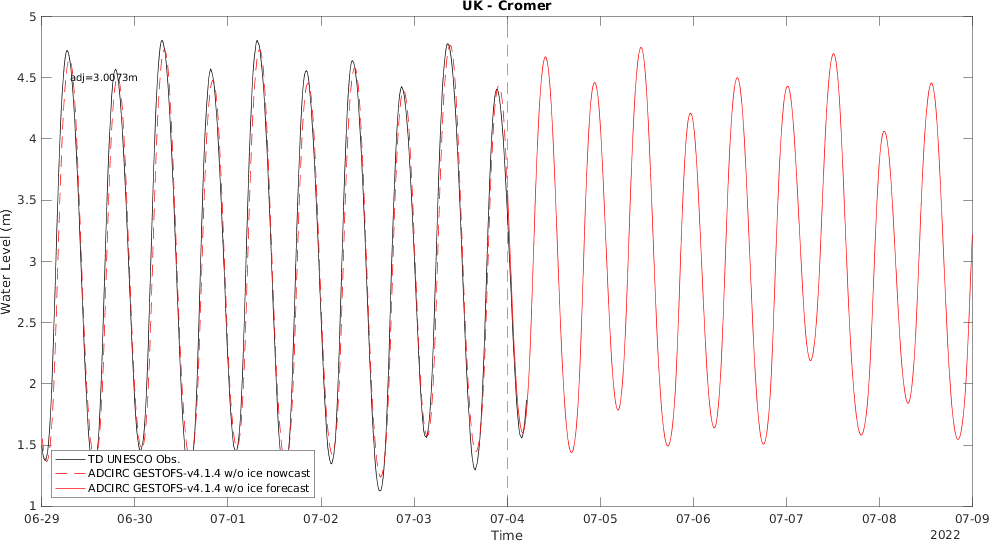 UK - Cromer
5
4.5
4
3.5
3
2.5
2
1.5
1
Water Level (m)
adj=3.0073m
TD UNESCO Obs.
ADCIRC GESTOFS-v4.1.4 w/o ice nowcast
ADCIRC GESTOFS-v4.1.4 w/o ice forecast
06-29 06-30 07-01 07-02 07-03 07-04 07-05 07-06 07-07 07-08 07-09
Time
2022